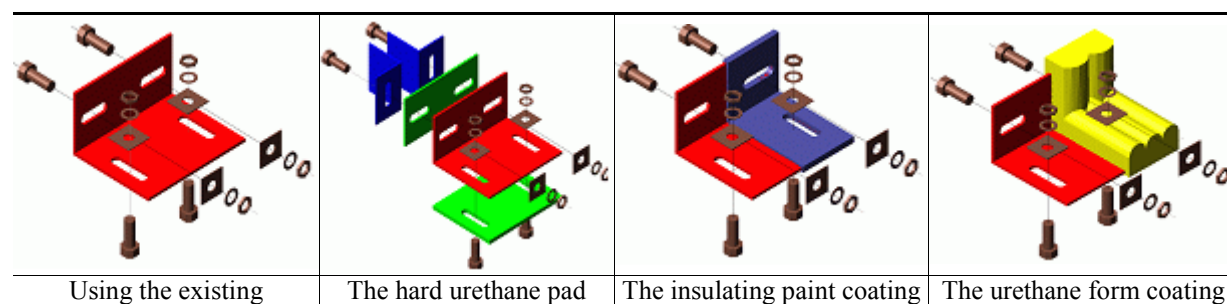 Using the existing
The hard urethane pad
The insulating paint coating
The urethane form coating